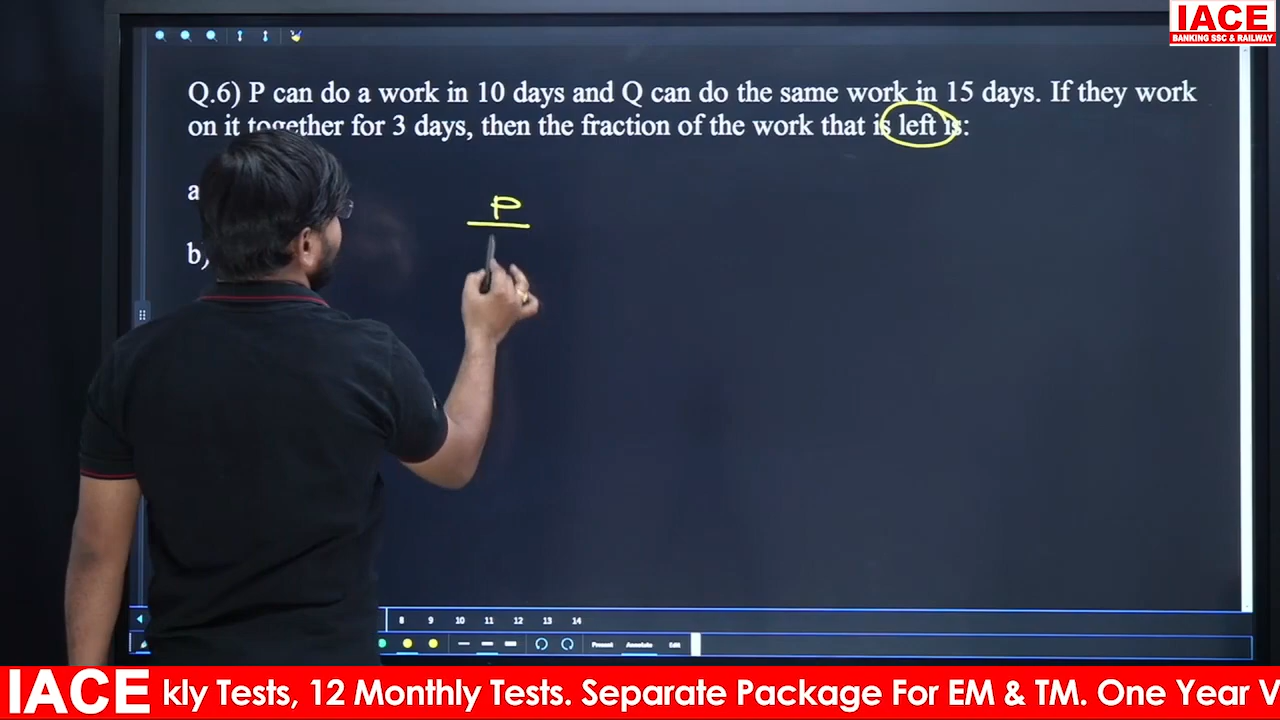 IACE
BANKING SSC & RAILWAY
Q.6) P can do a work in 10 days and Q can do the same work in 15 days. If they work
on it together for 3 days, then the fraction of the work that is left is:
a
b)
P
8 9 10 11 12 13 14
Present Annotate Edit
IACE kly Tests, 12 Monthly Tests. Separate Package For EM & TM. One Year V